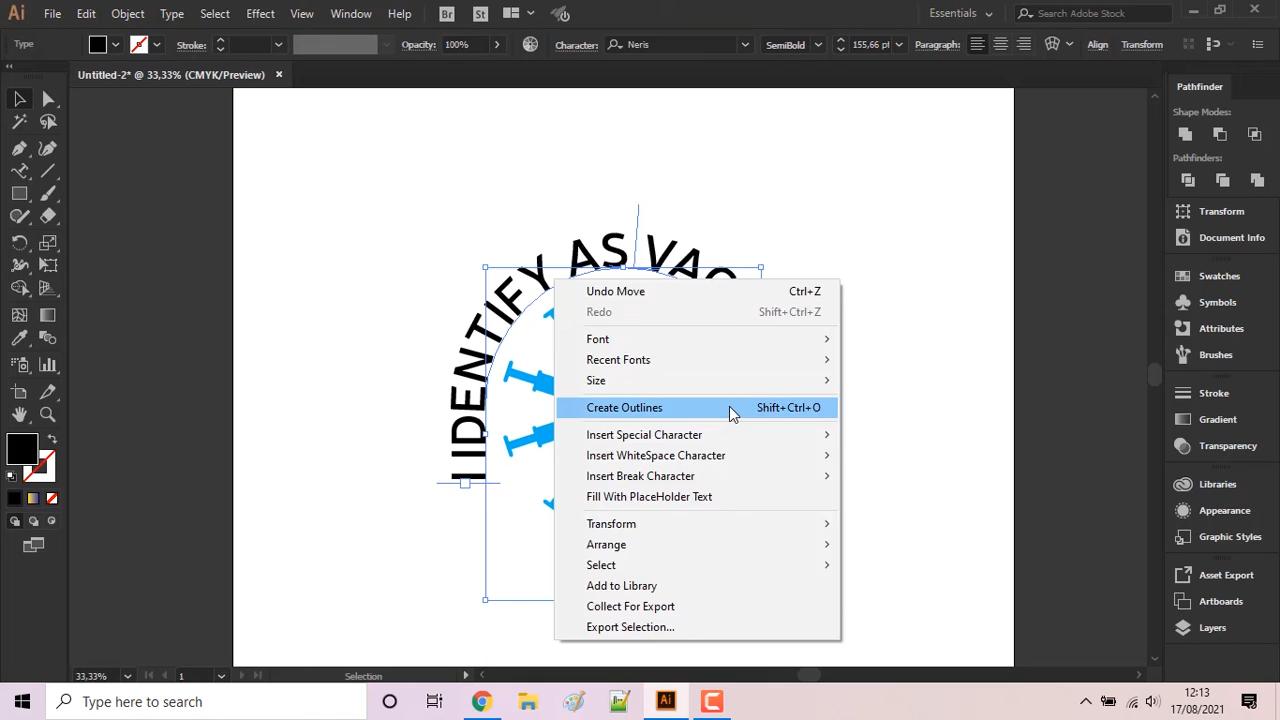 Ai File Edit Object Type Select Effect View Window Help Br St Essentials Search Adobe Stock
Type Stroke: Opacity: 100% Character: Neris SemiBold 155,66 pt Paragraph: Align Transform
Untitled-2* @ 33,33% (CMYK/Preview)
Pathfinder
Shape Modes:
Pathfinders:
Transform
Document Info
Swatches
Symbols
Attributes
Brushes
Stroke
Gradient
Transparency
Libraries
Appearance
Graphic Styles
Asset Export
Artboards
Layers
I IDENTIFY AS VAC
Undo Move Ctrl+Z
Redo Shift+Ctrl+Z
Font
Recent Fonts
Size
Create Outlines Shift+Ctrl+O
Insert Special Character
Insert WhiteSpace Character
Insert Break Character
Fill With PlaceHolder Text
Transform
Arrange
Select
Add to Library
Collect For Export
Export Selection...
33,33% 1 Selection
Type here to search
Ai
12:13
17/08/2021